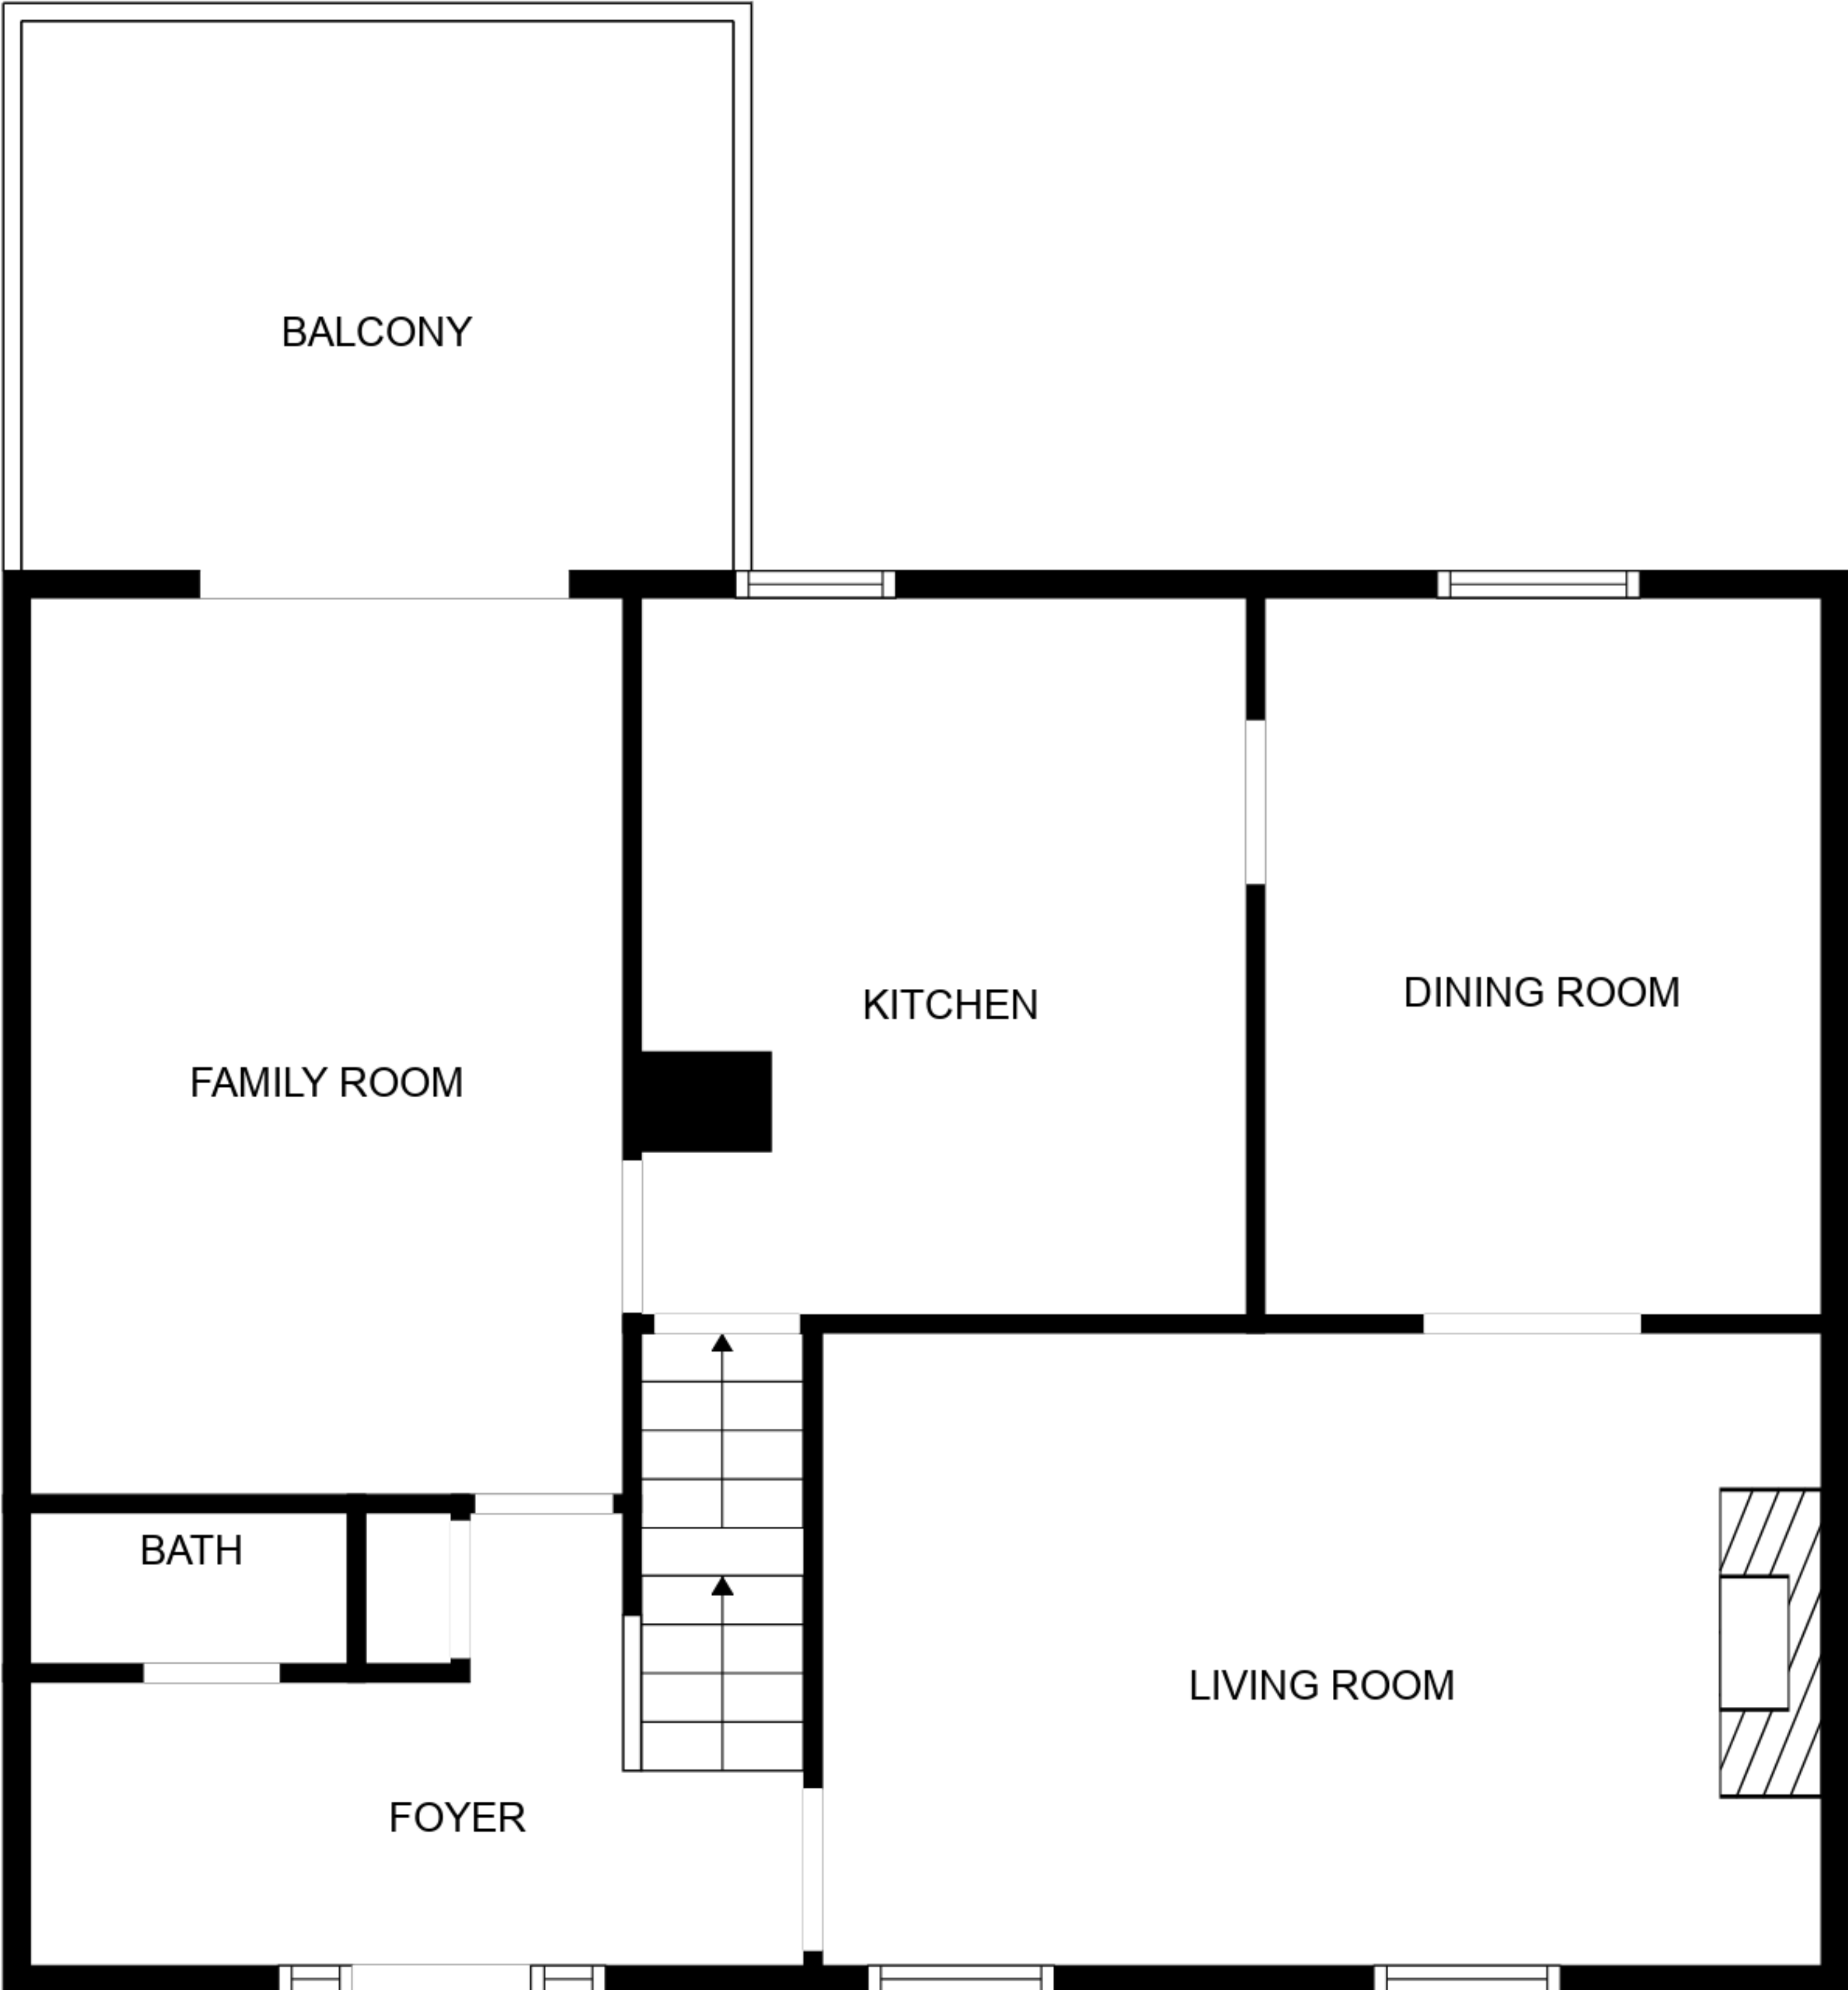 BALCONY
KITCHEN
DINING ROOM
FAMILY ROOM
BATH
LIVING ROOM
FOYER